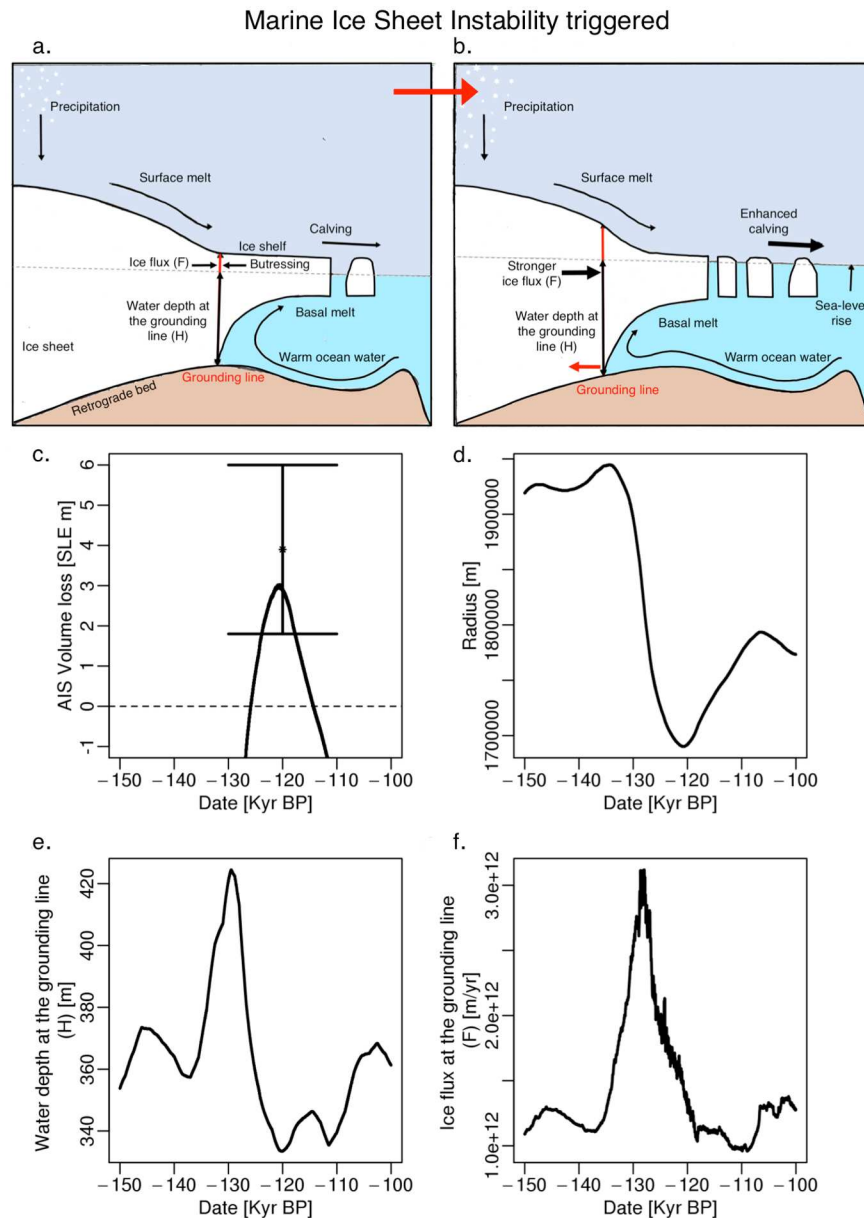 Marine Ice Sheet Instability triggered
a.
Precipitation
Surface melt
Calving
Ice shelf
Ice flux (F)
Butressing
Water depth at
the grounding
line (H)
Basal melt
Ice sheet
Warm ocean water
Grounding line
Retrograde bed
b.
Precipitation
Surface melt
Enhanced
calving
Stronger
ice flux (F)
Sea-level
rise
Water depth at
the grounding
line (H)
Basal melt
Warm ocean water
Grounding line
c.
AIS Volume loss [SLE m]
6
5
4
3
2
1
0
-1
-150 -140 -130 -120 -110 -100
Date [Kyr BP]
d.
Radius [m]
1900000
1800000
1700000
-150 -140 -130 -120 -110 -100
Date [Kyr BP]
e.
Water depth at the grounding line
(H) [m]
420
400
380
360
340
-150 -140 -130 -120 -110 -100
Date [Kyr BP]
f.
Ice flux at the grounding line
(F) [m/yr]
3.0e+12
2.0e+12
1.0e+12
-150 -140 -130 -120 -110 -100
Date [Kyr BP]